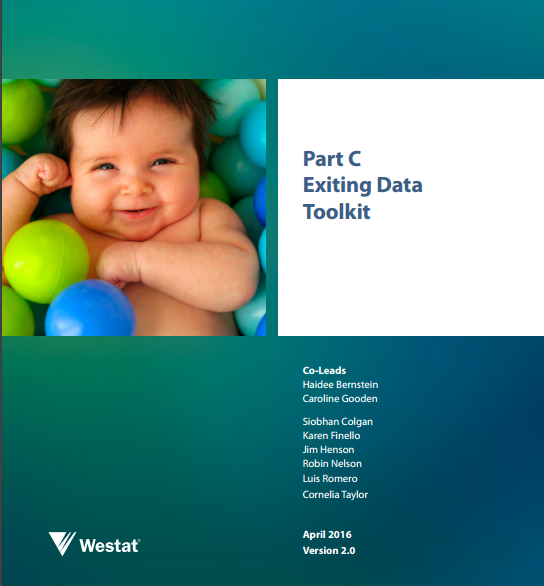 Part C
Exiting Data
Toolkit
Co-Leads
Haidee Bernstein
Caroline Gooden
Siobhan Colgan
Karen Finello
Jim Henson
Robin Nelson
Luis Romero
Cornelia Taylor
April 2016
Version 2.0
Westat®